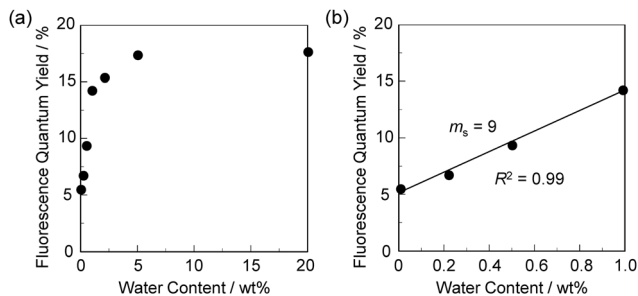 (a)
Fluorescence Quantum Yield / %
20
15
10
5
0
0
5
10
15
20
Water Content / wt%
(b)
Fluorescence Quantum Yield / %
20
15
10
5
0
mₛ = 9
R² = 0.99
0
0.2
0.4
0.6
0.8
1.0
Water Content / wt%